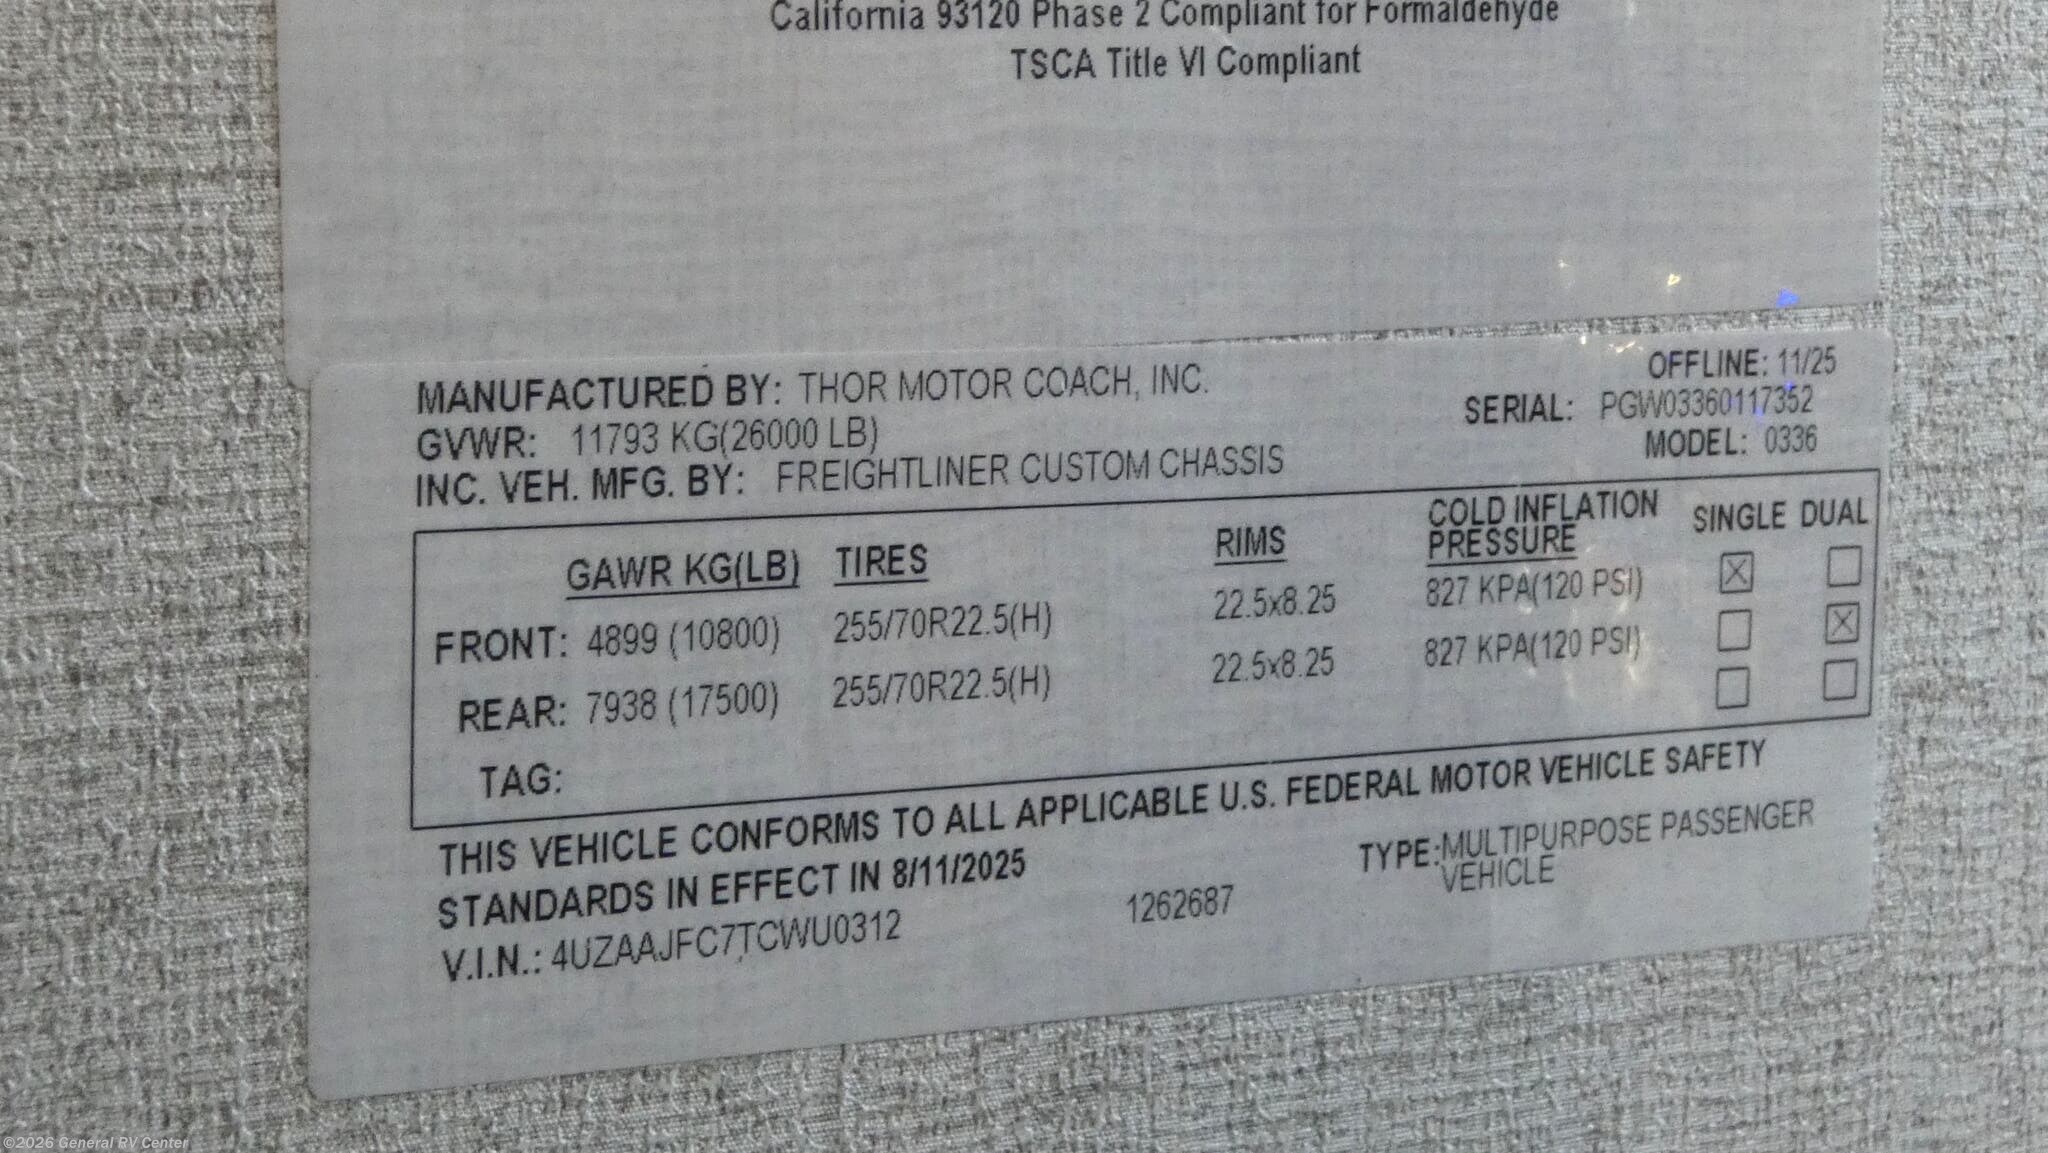 California 93120 Phase 2 Compliant for Formaldehyde
TSCA Title VI Compliant
MANUFACTURED BY: THOR MOTOR COACH, INC.
OFFLINE: 11/25
GVWR: 11793 KG(26000 LB)
SERIAL: PGW03360117352
INC. VEH. MFG. BY: FREIGHTLINER CUSTOM CHASSIS
MODEL: 0336
GAWR KG(LB) TIRES RIMS COLD INFLATION PRESSURE SINGLE DUAL
FRONT: 4899 (10800) 255/70R22.5(H) 22.5x8.25 827 KPA(120 PSI) ☒ ☐
REAR: 7938 (17500) 255/70R22.5(H) 22.5x8.25 827 KPA(120 PSI) ☐ ☒
TAG: ☐ ☐
THIS VEHICLE CONFORMS TO ALL APPLICABLE U.S. FEDERAL MOTOR VEHICLE SAFETY
STANDARDS IN EFFECT IN 8/11/2025
V.I.N.: 4UZAAJFC7TCWU0312
1262687
TYPE: MULTIPURPOSE PASSENGER
VEHICLE
©2026 General RV Center